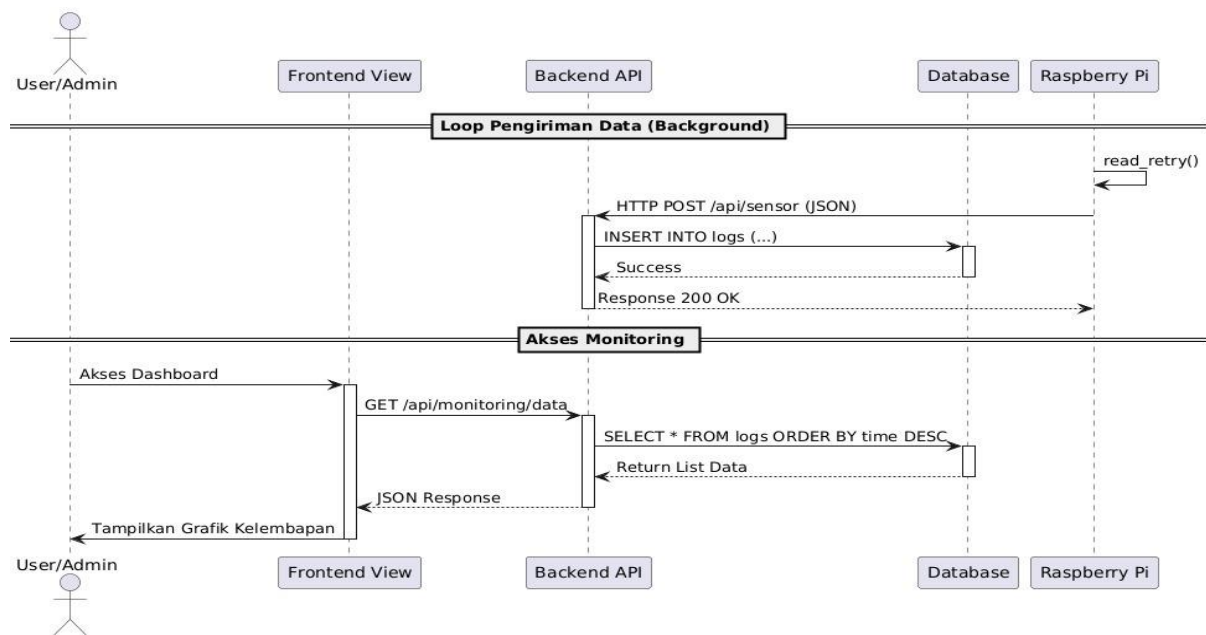 User/Admin
Frontend View
Backend API
Database
Raspberry Pi
Loop Pengiriman Data (Background)
read_retry()
HTTP POST /api/sensor (JSON)
INSERT INTO logs (...)
Success
Response 200 OK
Akses Monitoring
Akses Dashboard
GET /api/monitoring/data
SELECT * FROM logs ORDER BY time DESC
Return List Data
JSON Response
Tampilkan Grafik Kelembapan
User/Admin
Frontend View
Backend API
Database
Raspberry Pi